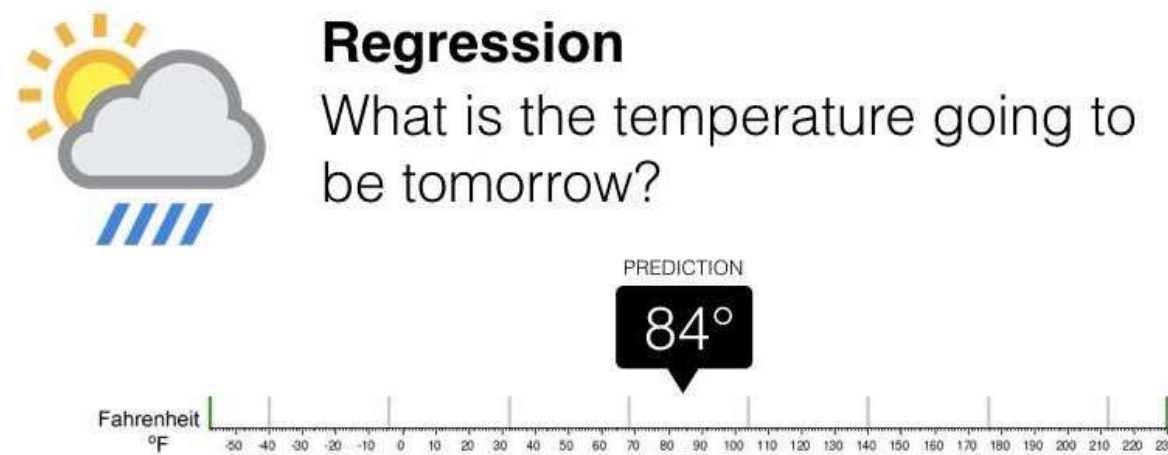 Regression
What is the temperature going to
be tomorrow?
PREDICTION
84°
Fahrenheit
°F
-50 -40 -30 -20 -10 0 10 20 30 40 50 60 70 80 90 100 110 120 130 140 150 160 170 180 190 200 210 220